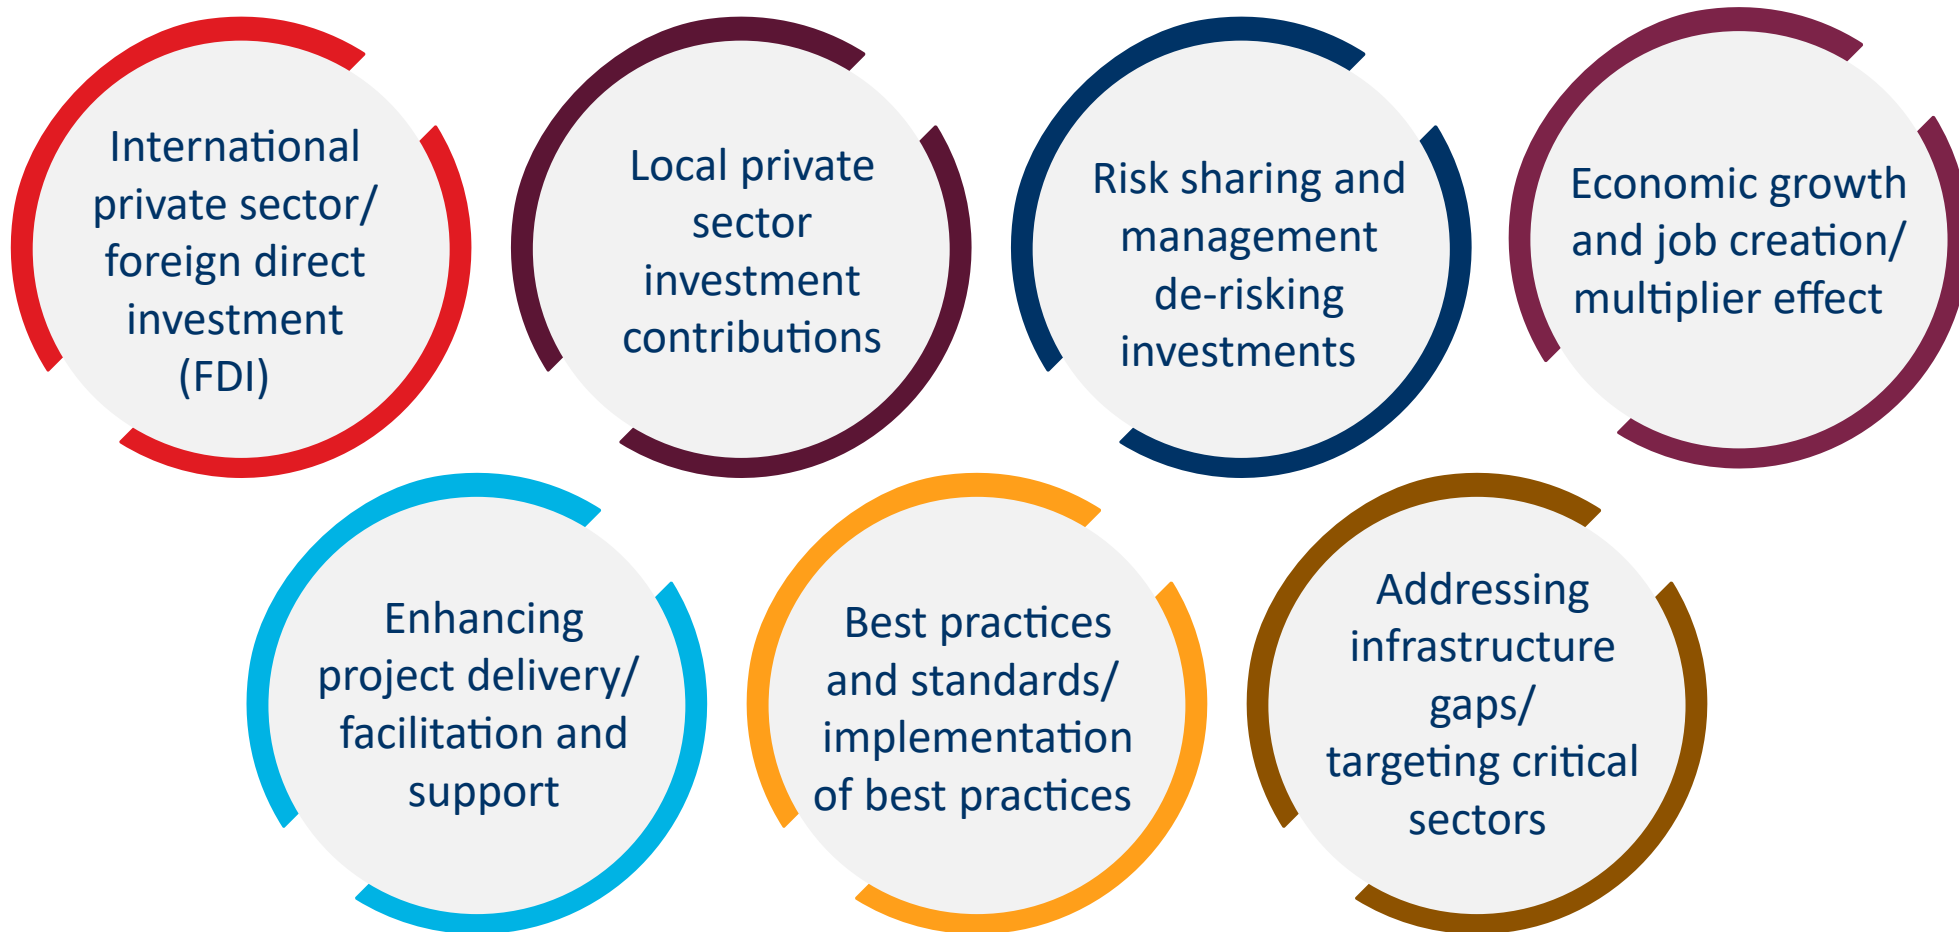 International
private sector/
foreign direct
investment
(FDI)
Local private
sector
investment
contributions
Risk sharing and
management
de-risking
investments
Economic growth
and job creation/
multiplier effect
Enhancing
project delivery/
facilitation and
support
Best practices
and standards/
implementation
of best practices
Addressing
infrastructure
gaps/
targeting critical
sectors